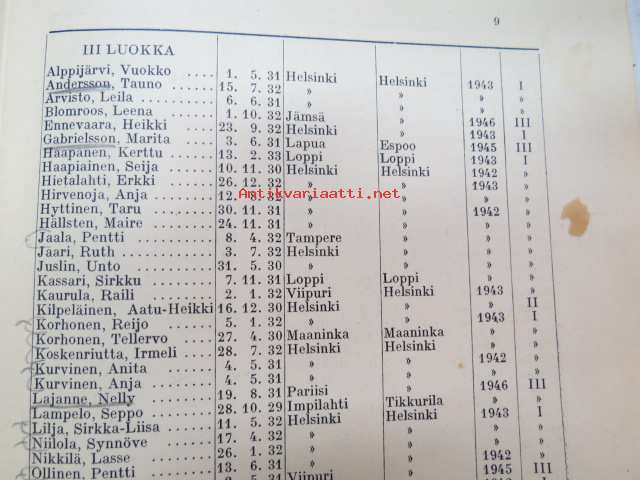 9
III LUOKKA
Alppijärvi, Vuokko .... 1. 5. 31 Helsinki Helsinki 1943 I
Andersson, Tauno .... 15. 7. 32 » » » »
Arvisto, Leila ......... 6. 6. 31 » » » »
Blomroos, Leena ...... 1. 10. 32 Jämsä » 1946 III
Ennevaara, Heikki .... 23. 9. 32 Helsinki » 1943 I
Gabrielsson, Marita .... 3. 6. 31 Lapua Espoo 1945 III
Haapanen, Kerttu ..... 13. 2. 33 Loppi Loppi 1943 I
Haapiainen, Seija ..... 10. 11. 30 Helsinki Helsinki 1942 »
Hietalahti, Erkki ...... 26. 12. 32 » » 1943 »
Hirvenoja, Anja ....... 12. 32 » » » »
Antikvariaatti.net
Hyttinen, Taru ........ 30. 11. 31 » » 1942 »
Hällsten, Maire ....... 24. 11. 31 » » » »
Jaala, Pentti .......... 8. 4. 32 Tampere » » »
Jaari, Ruth ........... 3. 7. 32 Helsinki » » »
Juslin, Unto .......... 31. 5. 30 » » » »
Kassari, Sirkku ....... 7. 11. 31 Loppi Loppi » »
Kaurula, Raili ........ 2. 1. 32 Viipuri Helsinki 1943 »
Kilpeläinen, Aatu-Heikki 16. 12. 30 Helsinki » » II
Korhonen, Reijo ...... 5. 1. 32 » » 1943 I
Korhonen, Tellervo .... 27. 4. 30 Maaninka Maaninka » »
Koskenriutta, Irmeli ... 28. 7. 32 Helsinki Helsinki » »
Kurvinen, Anita ....... 4. 5. 31 » » 1942 »
Kurvinen, Anja ....... 4. 5. 31 » » » »
Lajanne, Nelly ........ 19. 8. 31 Pariisi » 1946 III
Lampelo, Seppo ....... 28. 10. 29 Impilahti Tikkurila » »
Lilja, Sirkka-Liisa ..... 11. 5. 32 Helsinki Helsinki 1943 I
Niilola, Synnöve ...... 17. 4. 32 » » » »
Nikkilä, Lasse ........ 26. 1. 32 » » 1942 »
Ollinen, Pentti ........ 13. 6. 31 » » 1945 III
Viipuri